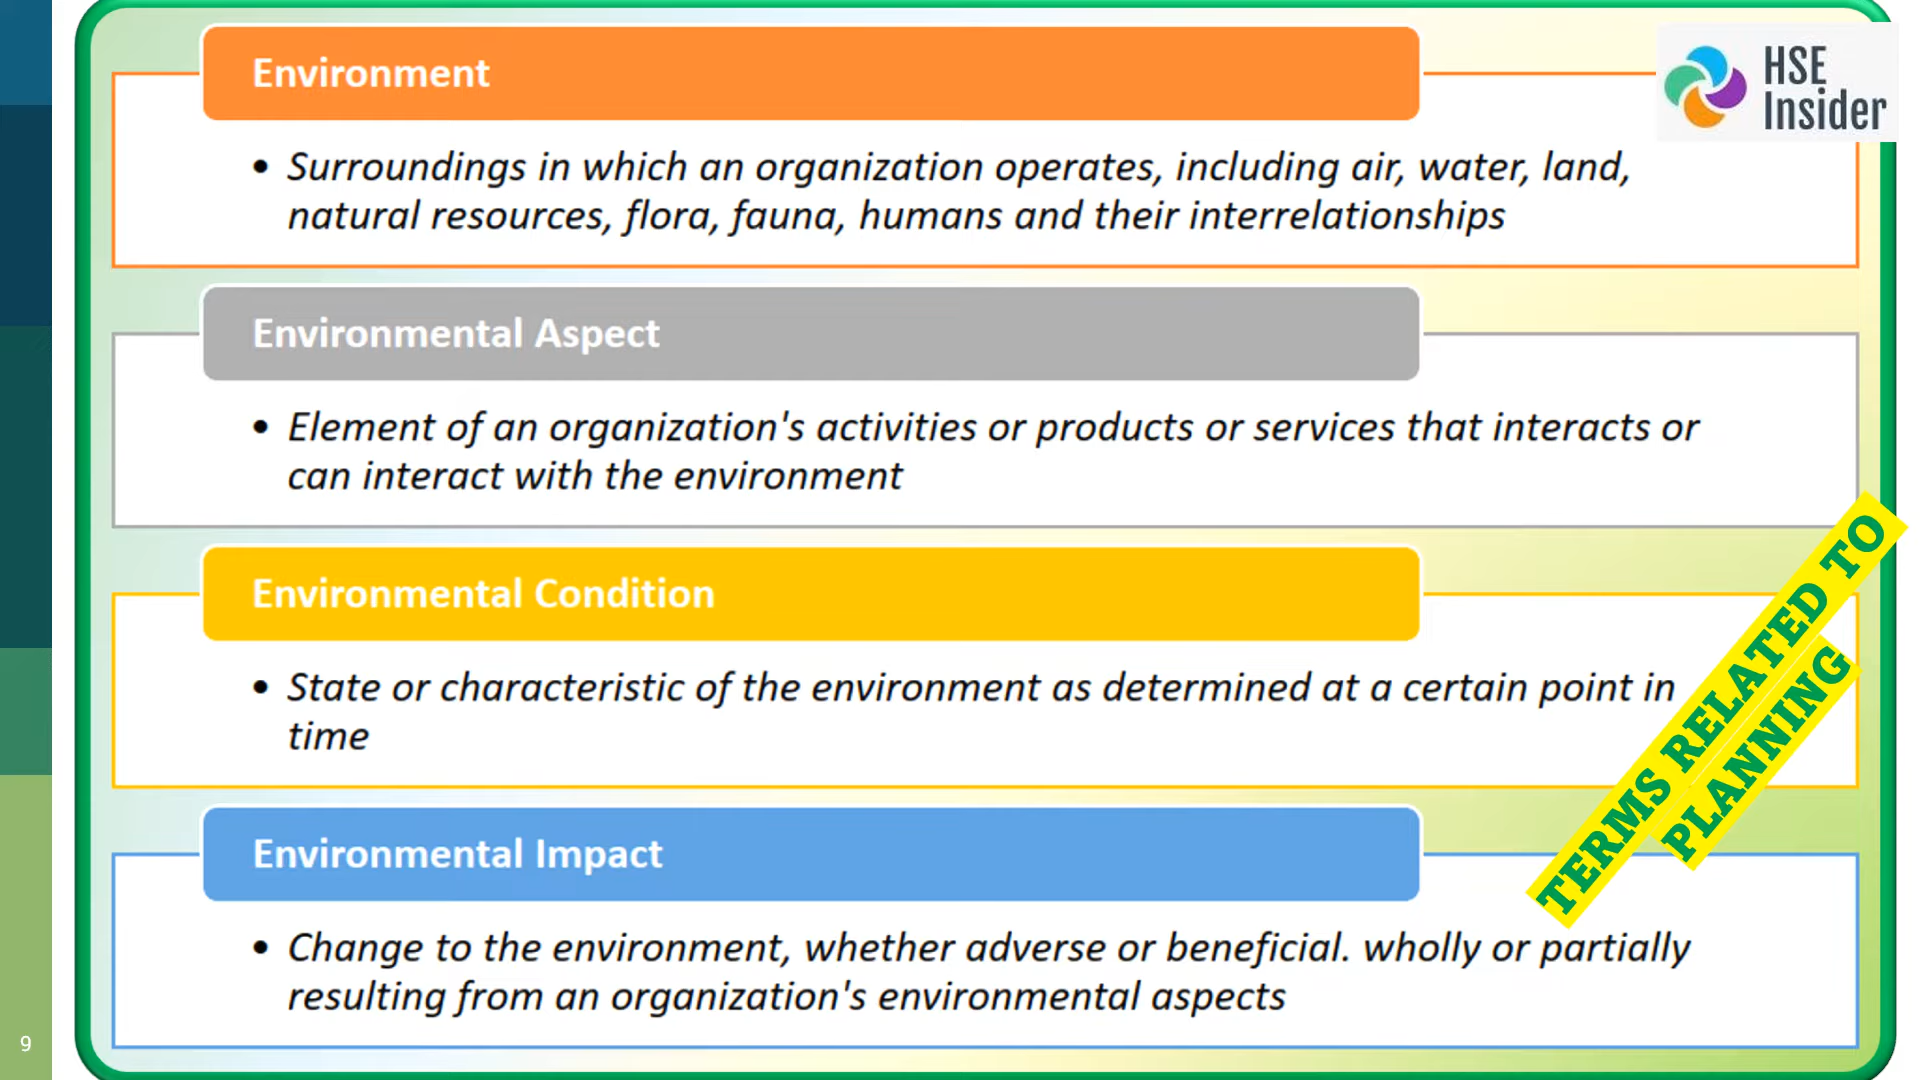 Environment
HSE
Insider
• Surroundings in which an organization operates, including air, water, land,
natural resources, flora, fauna, humans and their interrelationships
Environmental Aspect
• Element of an organization's activities or products or services that interacts or
can interact with the environment
Environmental Condition
• State or characteristic of the environment as determined at a certain point in
time
TERMS RELATED TO
PLANNING
Environmental Impact
• Change to the environment, whether adverse or beneficial. wholly or partially
resulting from an organization's environmental aspects
9